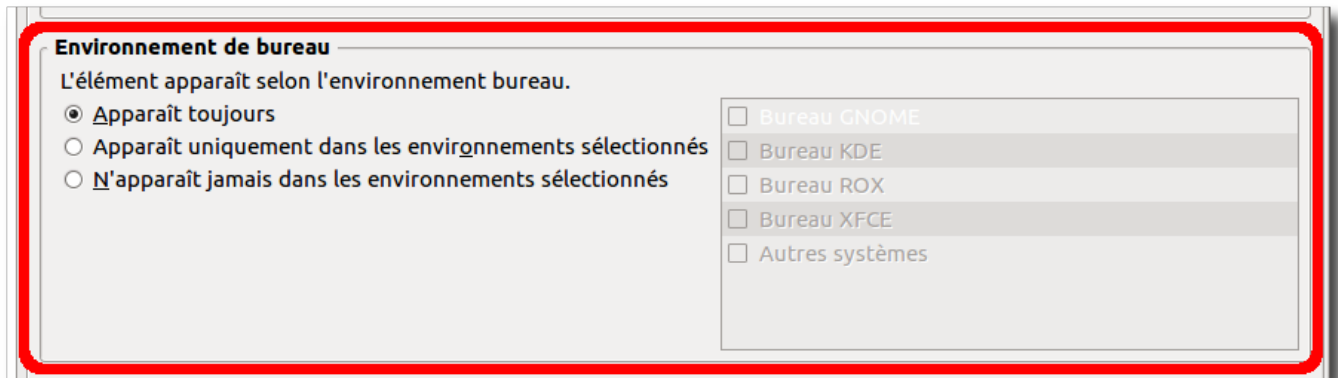 Environnement de bureau
L'élément apparaît selon l'environnement bureau.
Apparaît toujours
Apparaît uniquement dans les environnements sélectionnés
N'apparaît jamais dans les environnements sélectionnés
Bureau GNOME
Bureau KDE
Bureau ROX
Bureau XFCE
Autres systèmes